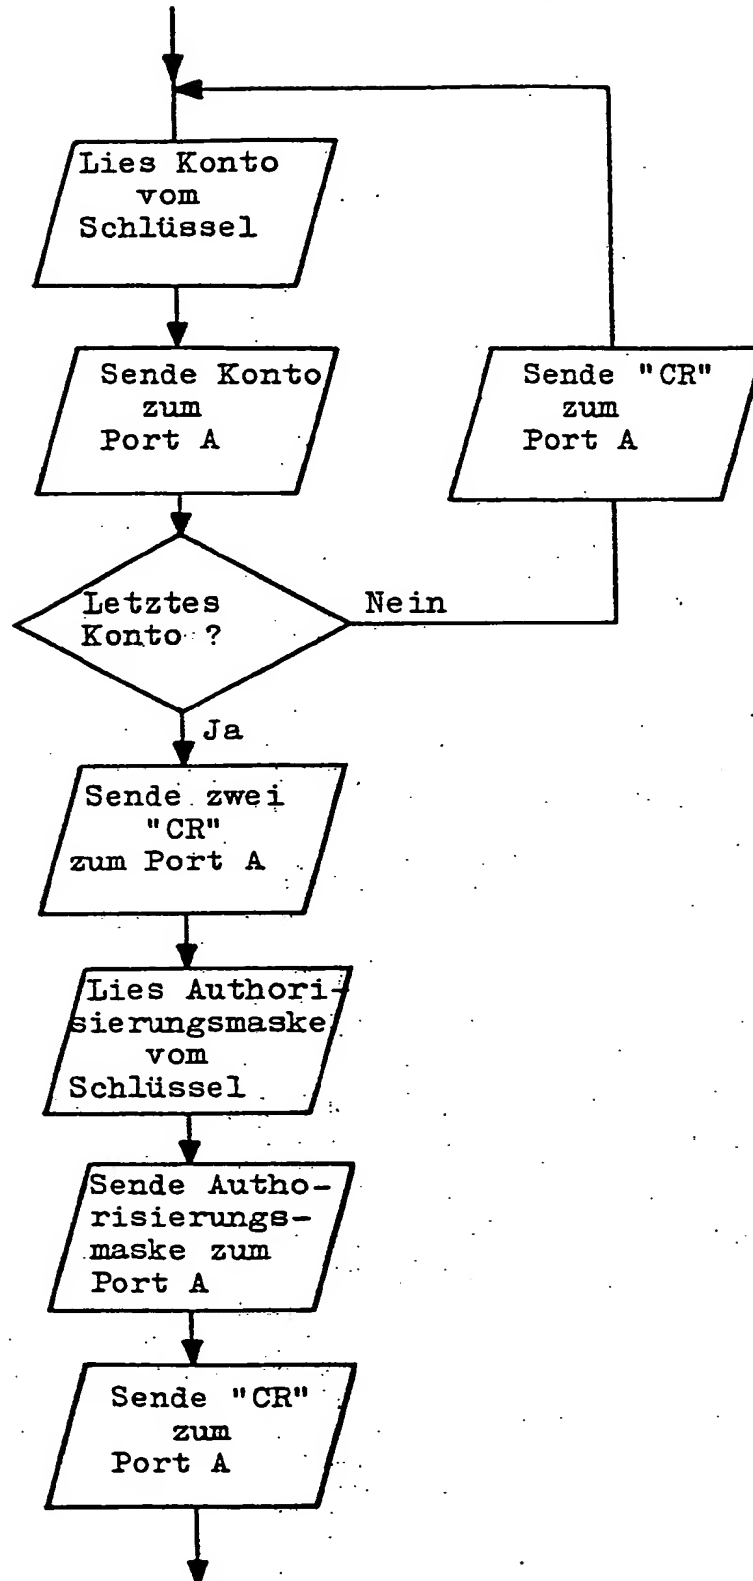 Lies Konto
vom
Schlüssel
Sende Konto
zum
Port A
Sende "CR"
zum
Port A
Letztes
Konto ?
Nein
Ja
Sende zwei
"CR"
zum Port A
Lies Authori-
sierungsmaske
vom
Schlüssel
Sende Autho-
risierungs-
maske zum
Port A
Sende "CR"
zum
Port A